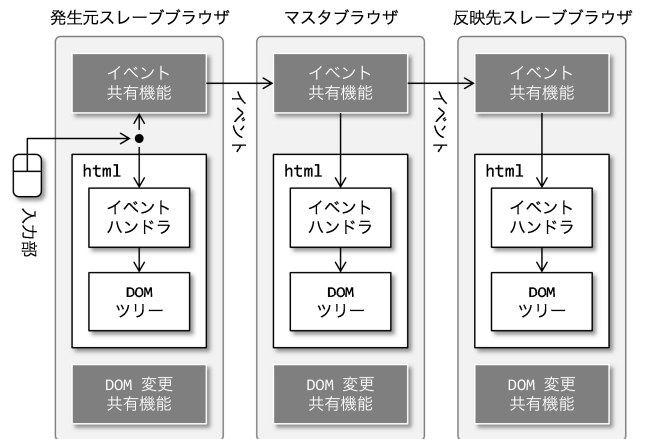 発生元スレーブブラウザ
マスタブラウザ
反映先スレーブブラウザ
イベント
共有機能
イベント
イベント
共有機能
イベント
イベント
共有機能
入力部
html
イベント
ハンドラ
DOM
ツリー
html
イベント
ハンドラ
DOM
ツリー
html
イベント
ハンドラ
DOM
ツリー
DOM 変更
共有機能
DOM 変更
共有機能
DOM 変更
共有機能